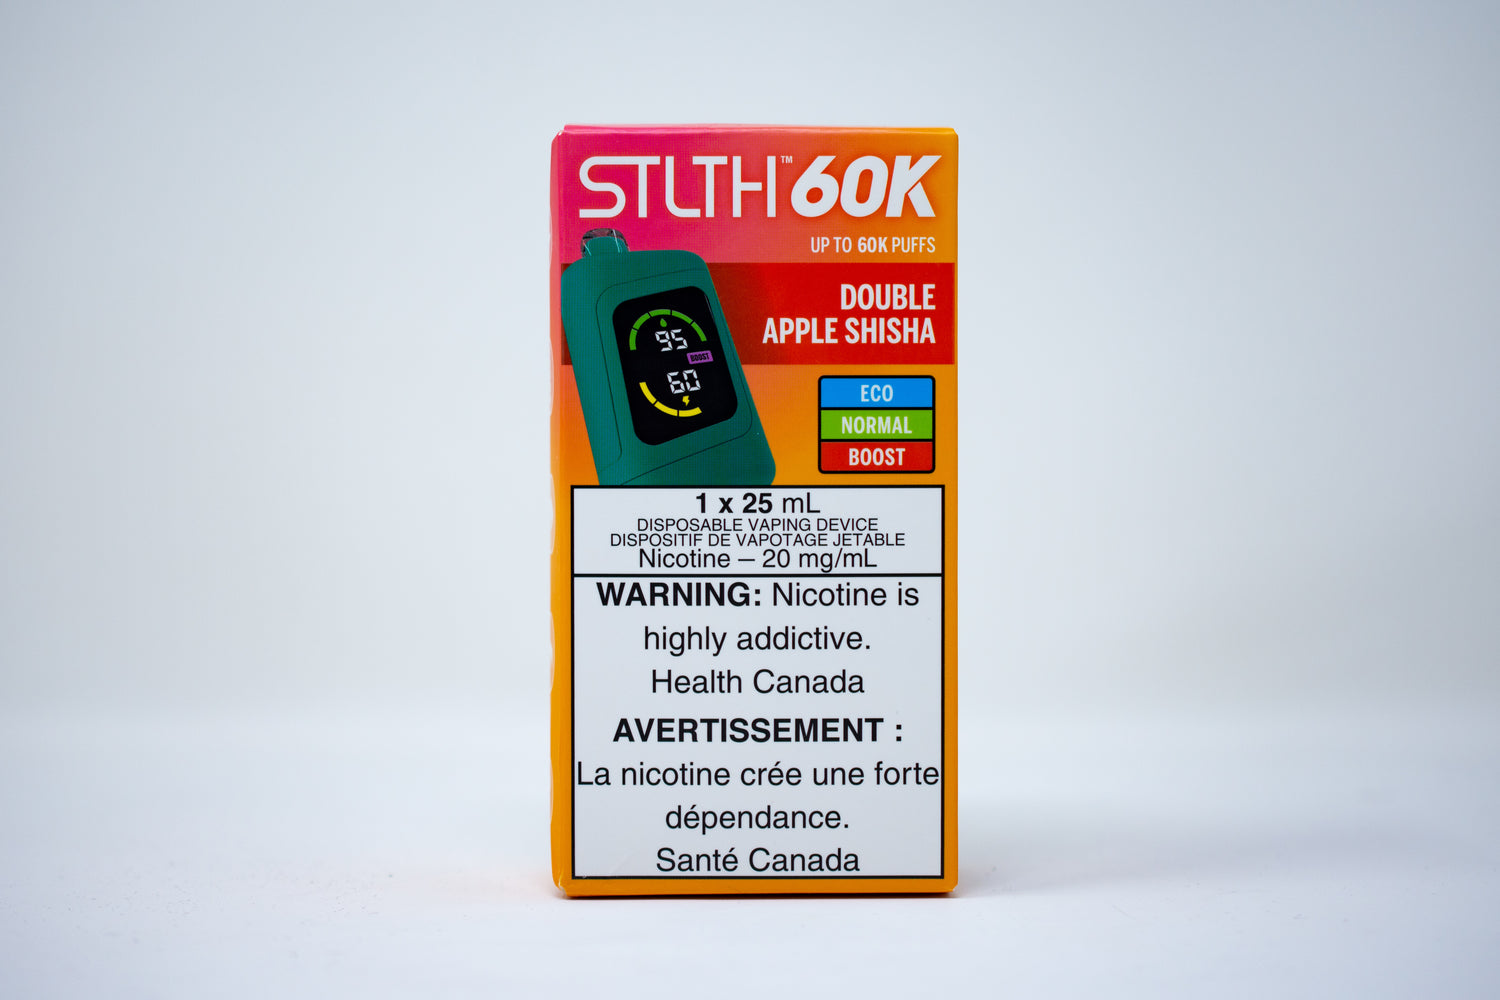 STLTH™ 60K
UP TO 60K PUFFS
DOUBLE
APPLE SHISHA
95
BOOST
60
ECO
NORMAL
BOOST
1 x 25 mL
DISPOSABLE VAPING DEVICE
DISPOSITIF DE VAPOTAGE JETABLE
Nicotine – 20 mg/mL
WARNING: Nicotine is
highly addictive.
Health Canada
AVERTISSEMENT :
La nicotine crée une forte
dépendance.
Santé Canada